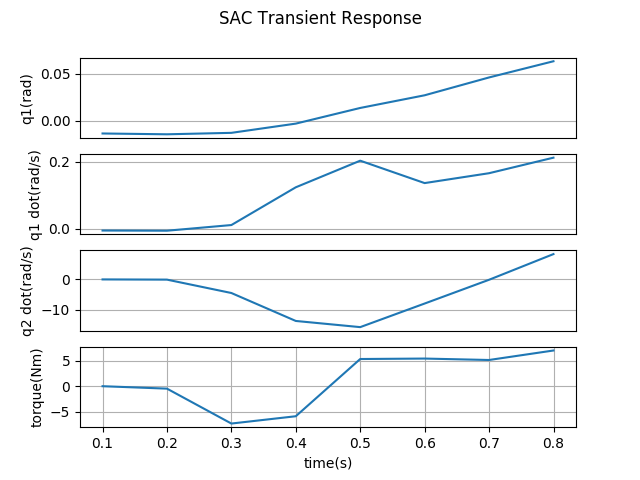 SAC Transient Response
q1(rad)
0.05
0.00
q1 dot(rad/s)
0.2
0.0
q2 dot(rad/s)
0
−10
torque(Nm)
5
0
−5
0.1 0.2 0.3 0.4 0.5 0.6 0.7 0.8
time(s)